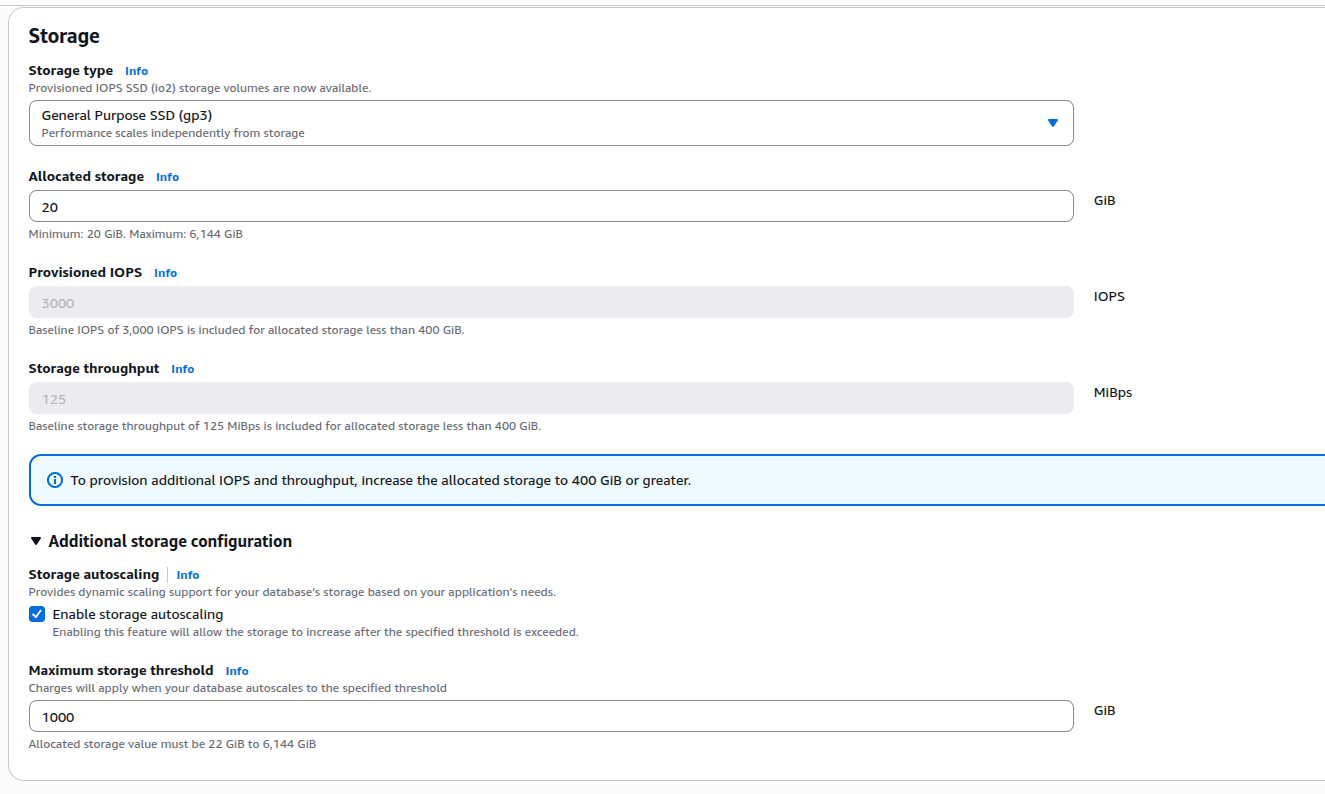 Storage
Storage type Info
Provisioned IOPS SSD (io2) storage volumes are now available.
General Purpose SSD (gp3)
Performance scales independently from storage
Allocated storage Info
20
GiB
Minimum: 20 GiB. Maximum: 6,144 GiB
Provisioned IOPS Info
3000
IOPS
Baseline IOPS of 3,000 IOPS is included for allocated storage less than 400 GiB.
Storage throughput Info
125
MiBps
Baseline storage throughput of 125 MiBps is included for allocated storage less than 400 GiB.
To provision additional IOPS and throughput, increase the allocated storage to 400 GiB or greater.
Additional storage configuration
Storage autoscaling Info
Provides dynamic scaling support for your database's storage based on your application's needs.
Enable storage autoscaling
Enabling this feature will allow the storage to increase after the specified threshold is exceeded.
Maximum storage threshold Info
Charges will apply when your database autoscales to the specified threshold
1000
GiB
Allocated storage value must be 22 GiB to 6,144 GiB